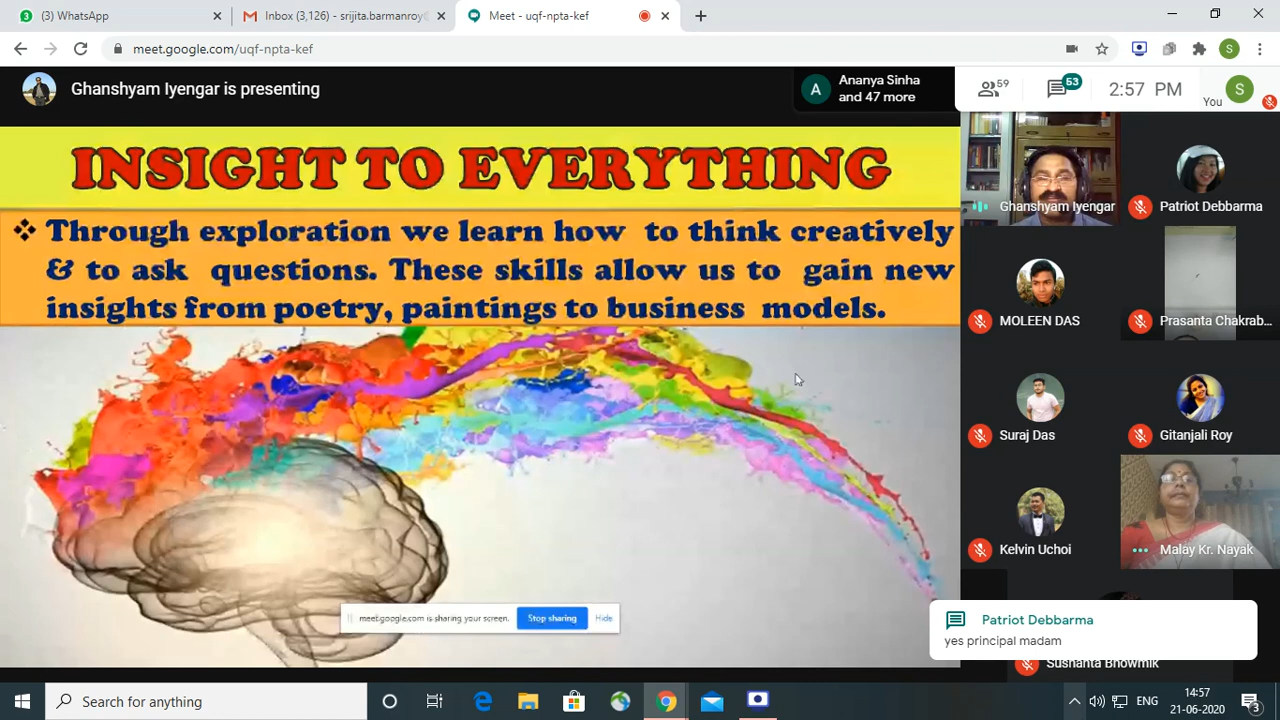 (3) WhatsApp
Inbox (3,126) - srijita.barmanroy@
Meet - uqf-npta-kef
meet.google.com/uqf-npta-kef
S
Ghanshyam Iyengar is presenting
A
Ananya Sinha
and 47 more
59
53
2:57 PM
You
S
INSIGHT TO EVERYTHING
❖ Through exploration we learn how to think creatively
& to ask questions. These skills allow us to gain new
insights from poetry, paintings to business models.
Ghanshyam Iyengar
Patriot Debbarma
MOLEEN DAS
Prasanta Chakrab...
Suraj Das
Gitanjali Roy
Kelvin Uchoi
Malay Kr. Nayak
meet.google.com is sharing your screen.
Stop sharing
Hide
Patriot Debbarma
yes principal madam
Sushanta Bhowmik
Search for anything
ENG
14:57
21-06-2020
3